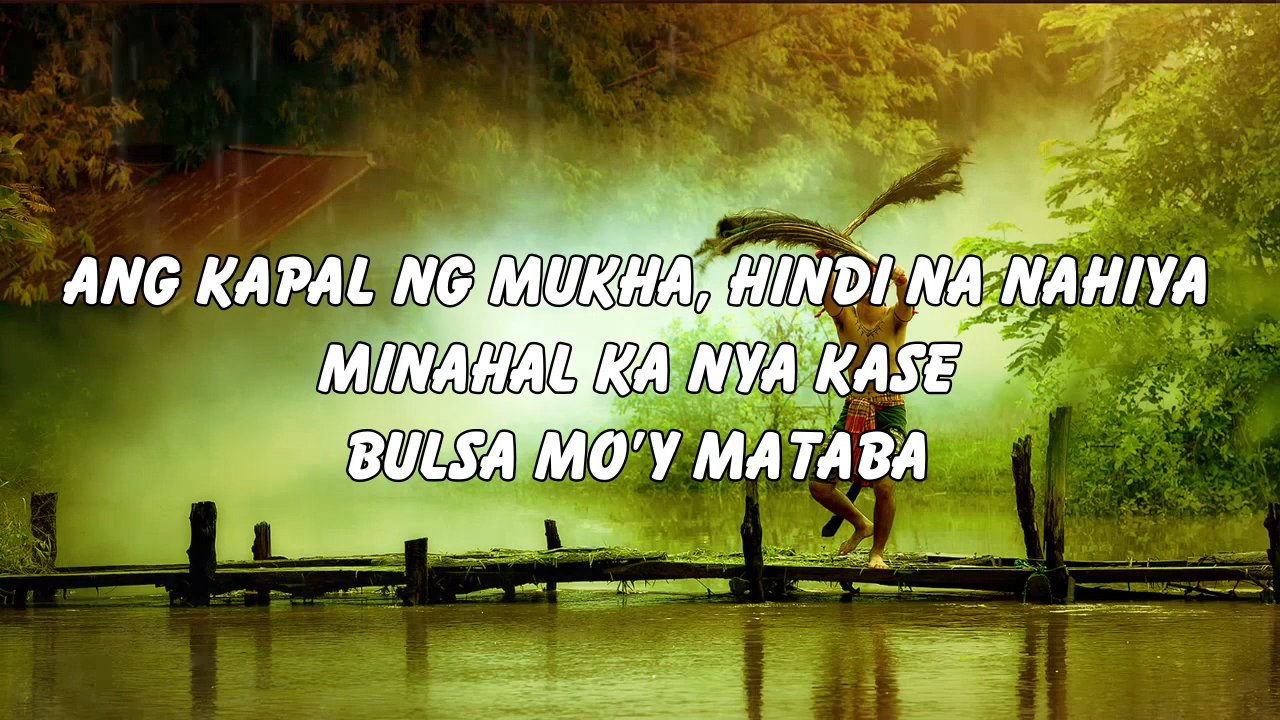 ANG KAPAL NG MUKHA, HINDI NA NAHIYA
MINAHAL KA NYA KASE
BULSA MO'Y MATABA